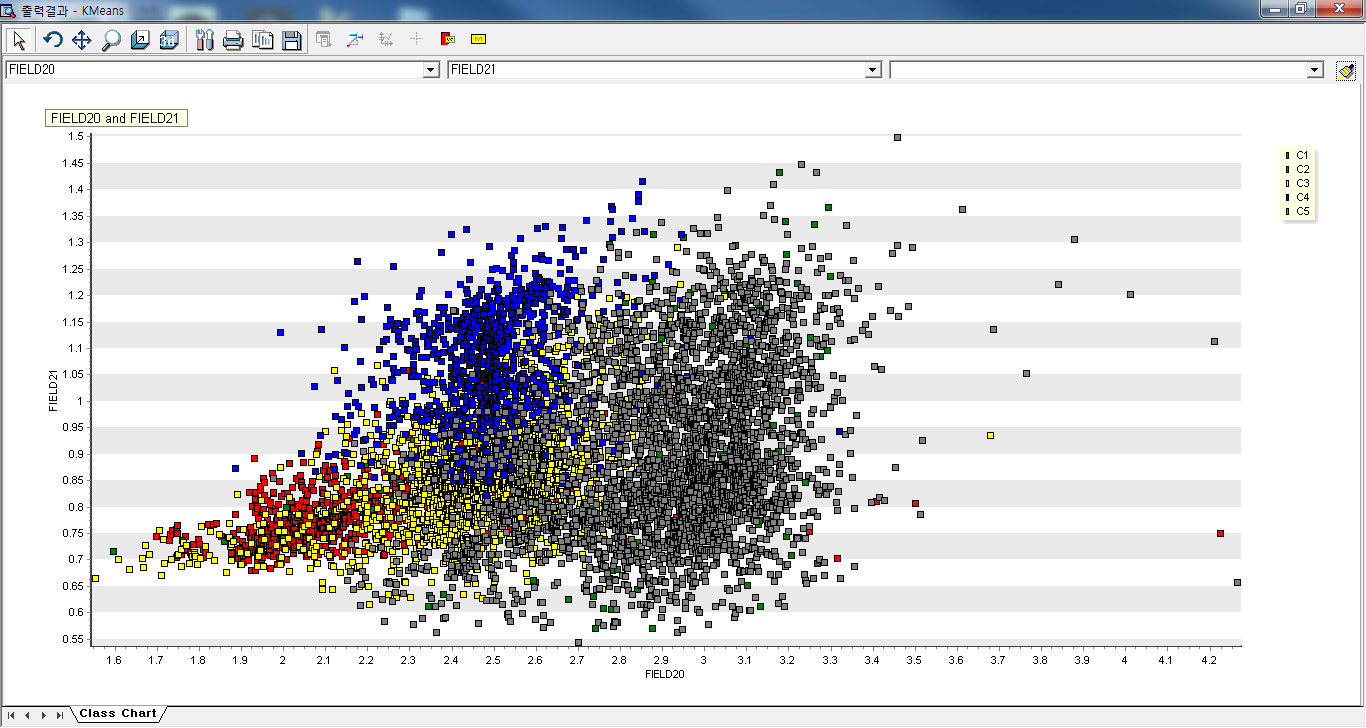 출력결과 - KMeans
FIELD20 FIELD21
FIELD20 and FIELD21
1.5
1.45
1.4
1.35
1.3
1.25
1.2
1.15
1.1
1.05
1
0.95
0.9
0.85
0.8
0.75
0.7
0.65
0.6
0.55
FIELD21
C1
C2
C3
C4
C5
1.6 1.7 1.8 1.9 2 2.1 2.2 2.3 2.4 2.5 2.6 2.7 2.8 2.9 3 3.1 3.2 3.3 3.4 3.5 3.6 3.7 3.8 3.9 4 4.1 4.2
FIELD20
Class Chart